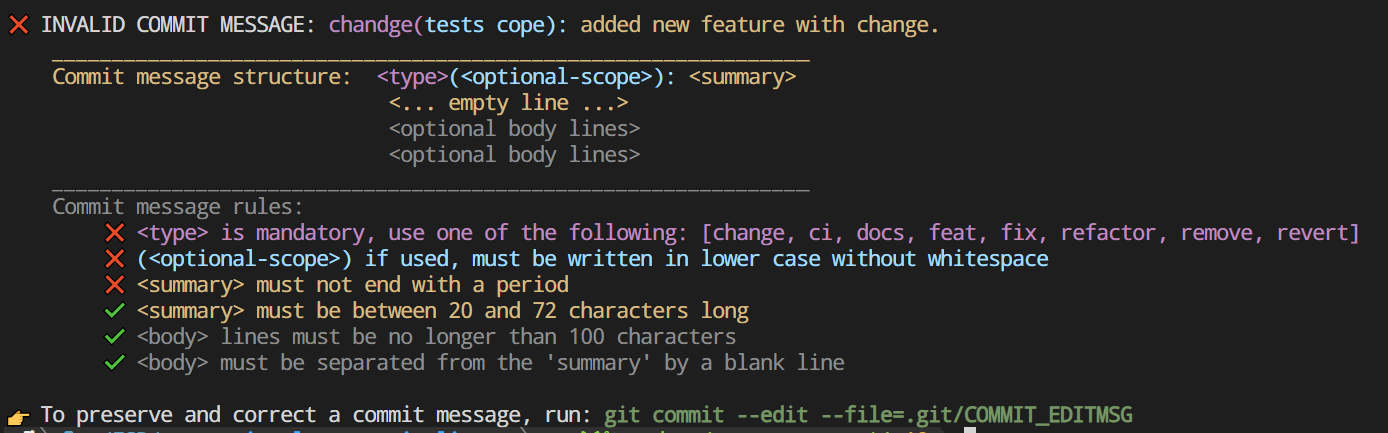 ❌ INVALID COMMIT MESSAGE: chandge(tests cope): added new feature with change.
Commit message structure: <type>(<optional-scope>): <summary>
<... empty line ...>
<optional body lines>
<optional body lines>
Commit message rules:
❌ <type> is mandatory, use one of the following: [change, ci, docs, feat, fix, refactor, remove, revert]
❌ (<optional-scope>) if used, must be written in lower case without whitespace
❌ <summary> must not end with a period
✓ <summary> must be between 20 and 72 characters long
✓ <body> lines must be no longer than 100 characters
✓ <body> must be separated from the 'summary' by a blank line
👉 To preserve and correct a commit message, run: git commit --edit --file=.git/COMMIT_EDITMSG